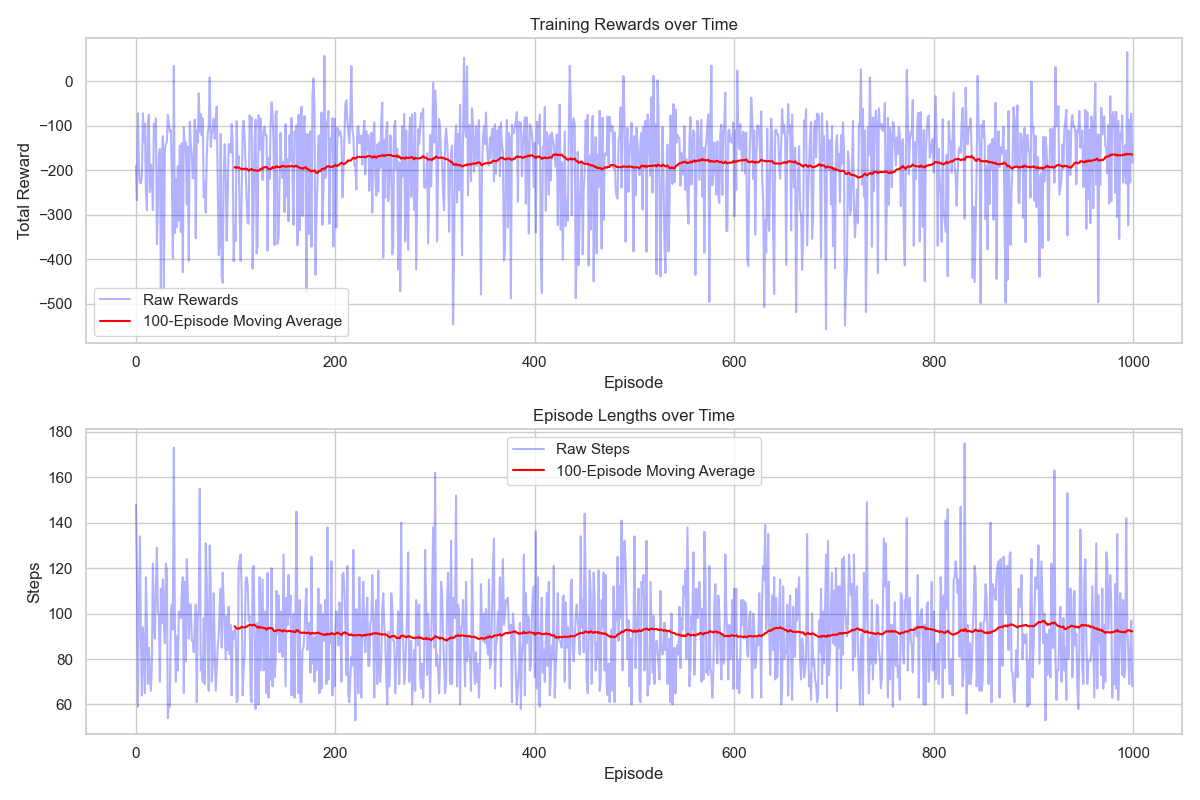 Training Rewards over Time
Total Reward
0
−100
−200
−300
−400
−500
Raw Rewards
100-Episode Moving Average
0
200
400
600
800
1000
Episode
Episode Lengths over Time
Steps
180
160
140
120
100
80
60
Raw Steps
100-Episode Moving Average
0
200
400
600
800
1000
Episode